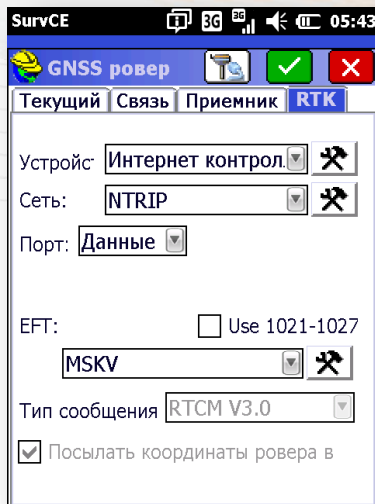 SurvCE 3G 3G 05:43
GNSS ровер
Текущий Связь Приемник RTK
Устройс Интернет контрол.
Сеть: NTRIP
Порт: Данные
EFT: Use 1021-1027
MSKV
Тип сообщения RTCM V3.0
Посылать координаты ровера в